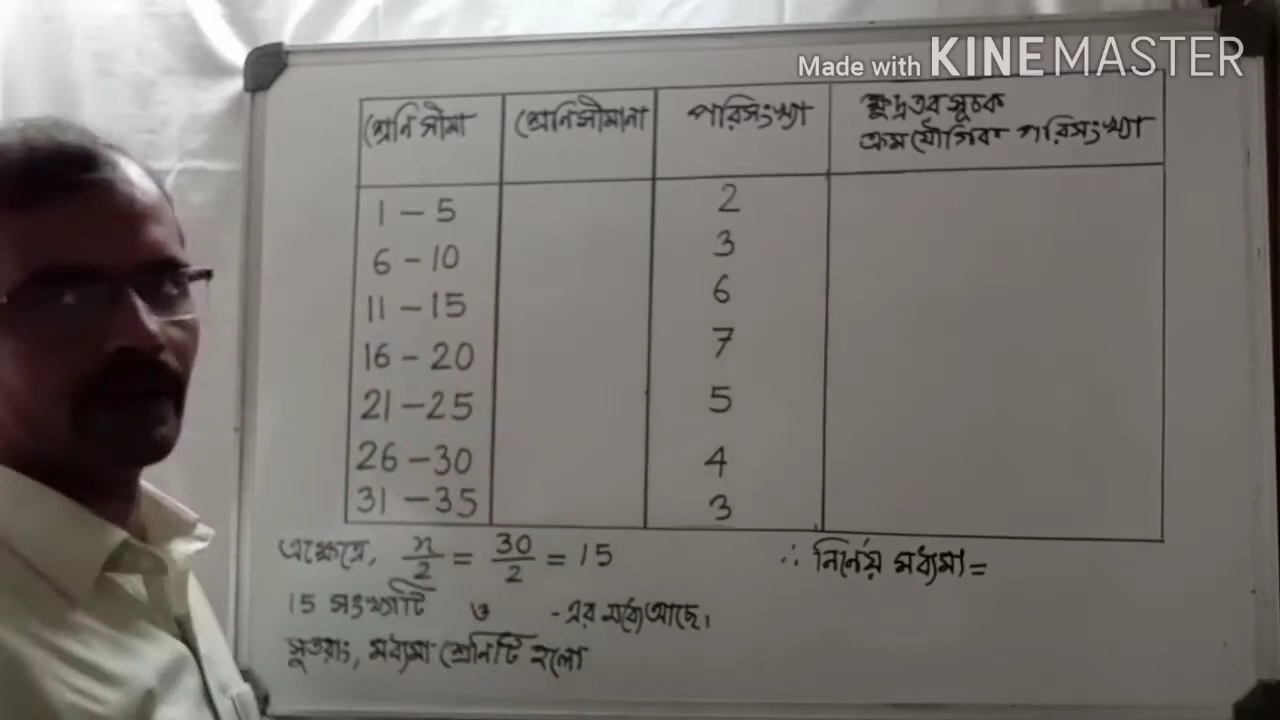 Made with KINEMASTER
শ্রেনি সীমা শ্রেনিসীমানা পরিসংখ্যা ক্ষুদ্রতর সূচক
ক্রমযৌগিক পরিসংখ্যা
1 – 5 2
6 – 10 3
11 – 15 6
16 – 20 7
21 – 25 5
26 – 30 4
31 – 35 3
এক্ষেত্রে, n/2 = 30/2 = 15 ∴ নির্নেয় মধ্যমা =
15 সংখ্যাটি ও - এর মধ্যে আছে।
সুতরাং, মধ্যমা শ্রেনিটি হলো